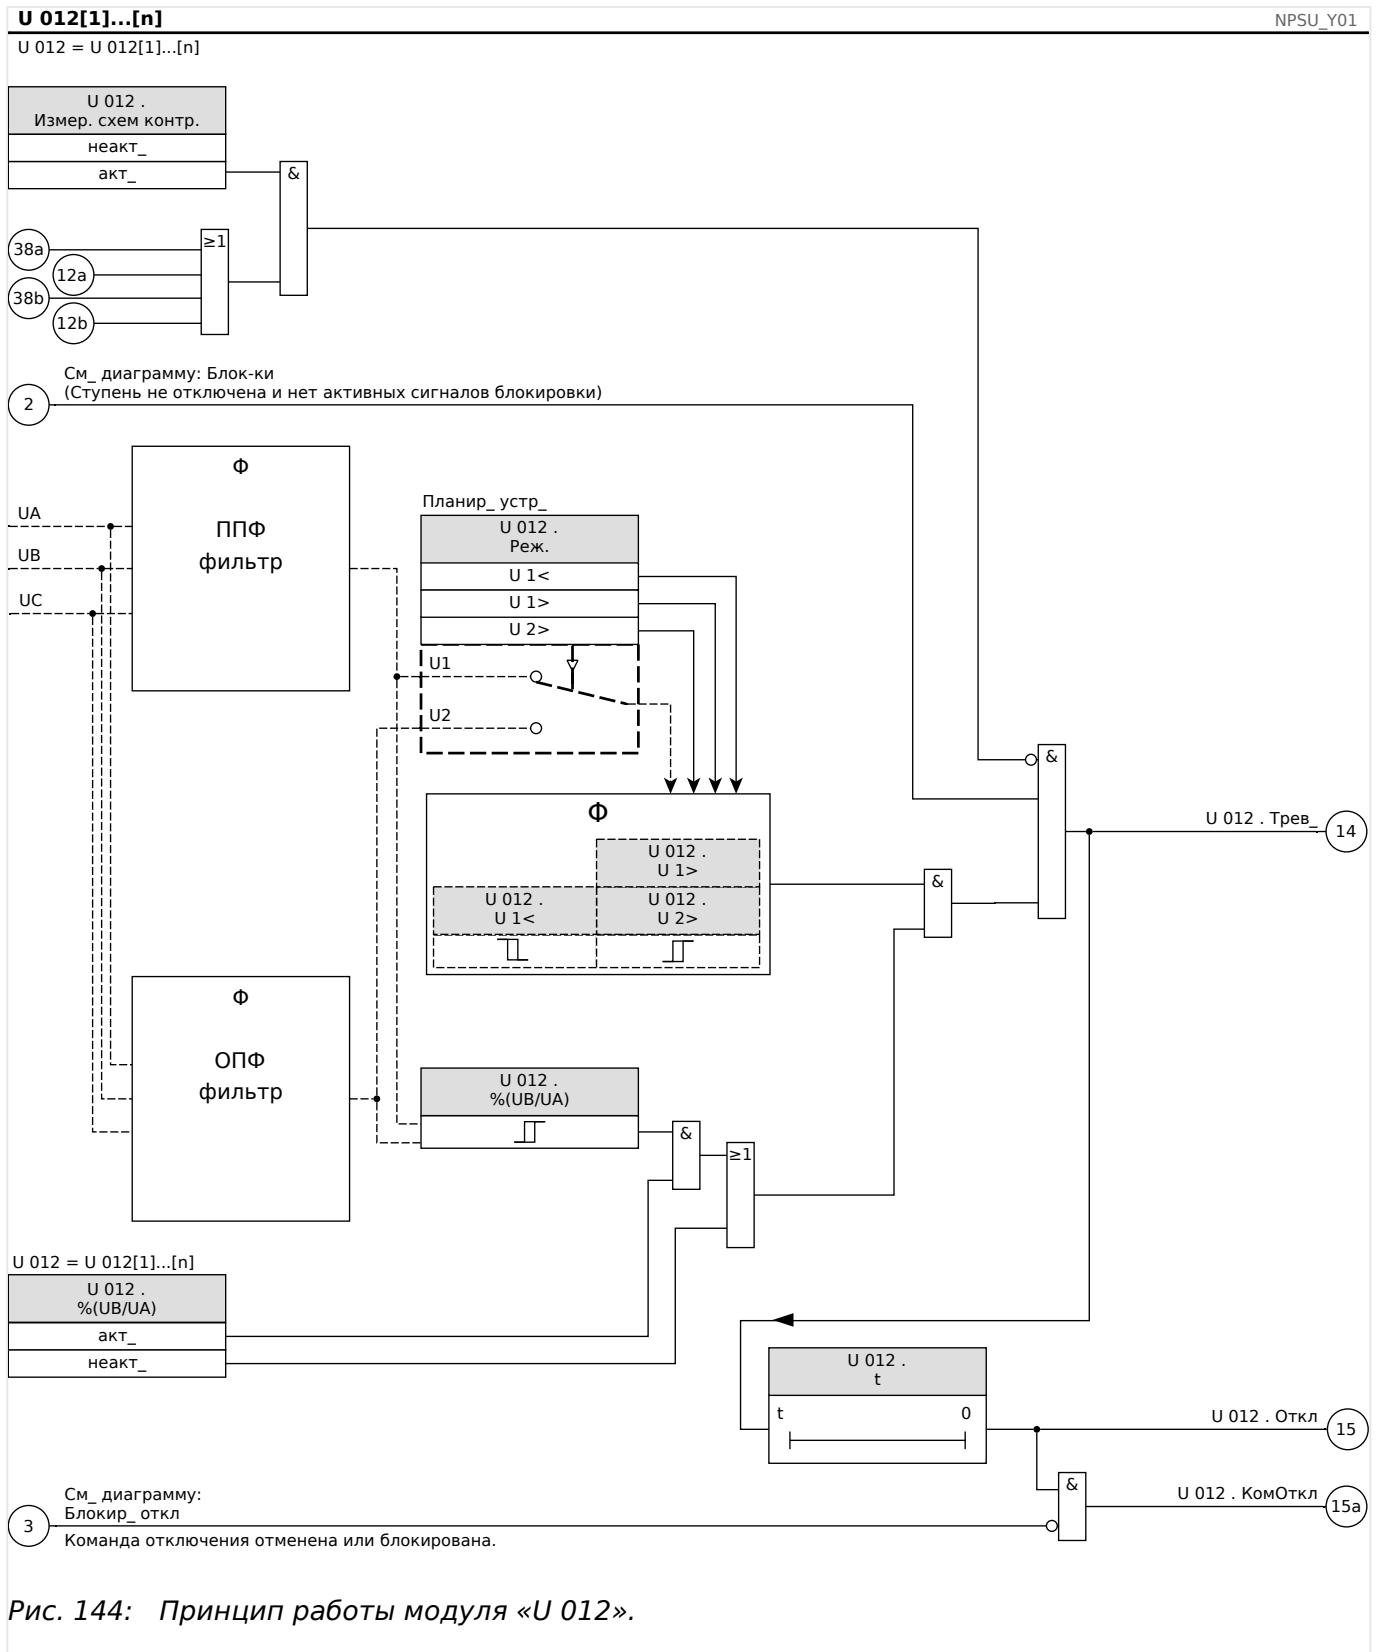 U 012[1]...[n]
NPSU_Y01
U 012 = U 012[1]...[n]
U 012 .
Измер. схем контр.
неакт_
акт_
&
38a
≥1
12a
38b
12b
См_ диаграмму: Блок-ки
(Ступень не отключена и нет активных сигналов блокировки)
2
Ф
ППФ
фильтр
UA
UB
UC
Планир_ устр_
U 012 .
Реж.
U 1<
U 1>
U 2>
U1
U2
&
U 012 . Трев_
14
Ф
U 012 .
U 1>
U 012 .
U 1<
U 012 .
U 2>
&
Ф
ОПФ
фильтр
U 012 .
%(UB/UA)
&
≥1
U 012 = U 012[1]...[n]
U 012 .
%(UB/UA)
акт_
неакт_
U 012 .
t
t
0
U 012 . Откл
15
&
U 012 . КомОткл
15a
См_ диаграмму:
Блокир_ откл
3
Команда отключения отменена или блокирована.
Рис. 144: Принцип работы модуля «U 012».